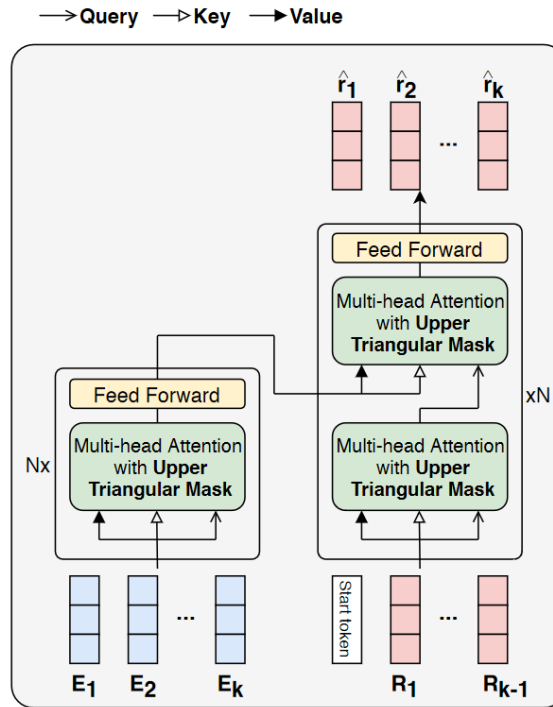 Query Key Value
r̂1 r̂2 ... r̂k
Feed Forward
Multi-head Attention
with Upper
Triangular Mask
xN
Feed Forward
Multi-head Attention
with Upper
Triangular Mask
Nx
Multi-head Attention
with Upper
Triangular Mask
... Start token ...
E1 E2 Ek R1 Rk-1